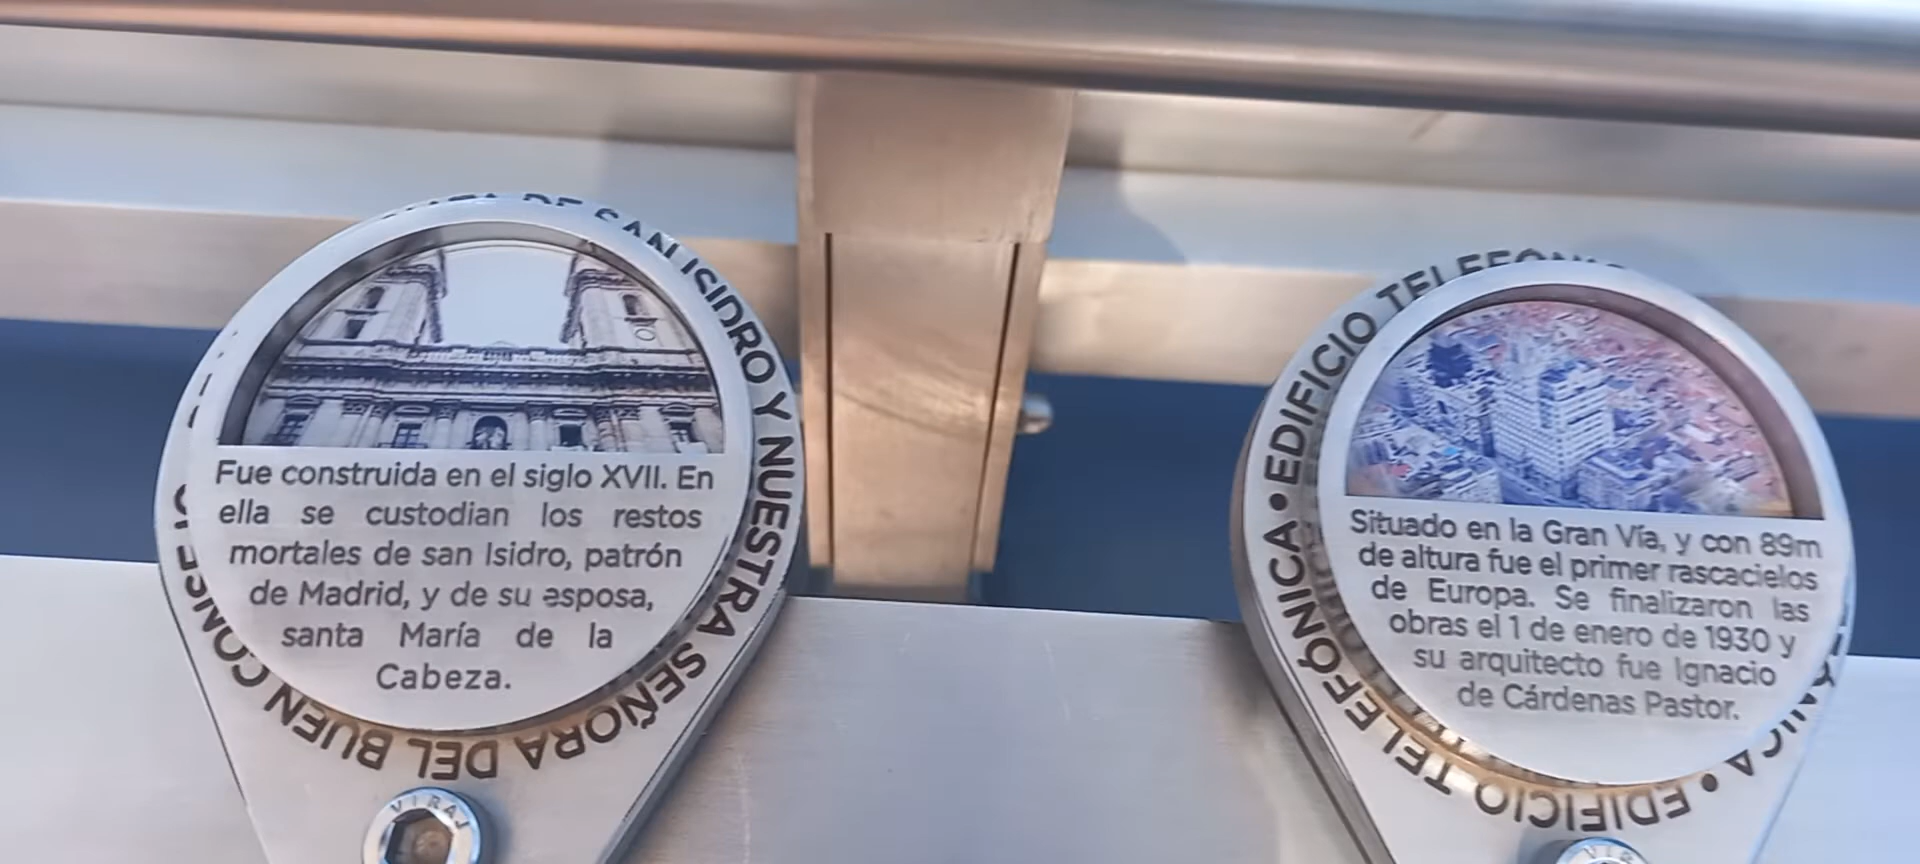 DE SAN ISIDRO Y NUESTRA SEÑORA DEL BUEN CONSEJO
Fue construida en el siglo XVII. En
ella se custodian los restos
mortales de san Isidro, patrón
de Madrid, y de su esposa,
santa María de la
Cabeza.
VIRAJ
EDIFICIO TELEFÓNICA • EDIFICIO TELEFÓNICA •
Situado en la Gran Vía, y con 89m
de altura fue el primer rascacielos
de Europa. Se finalizaron las
obras el 1 de enero de 1930 y
su arquitecto fue Ignacio
de Cárdenas Pastor.